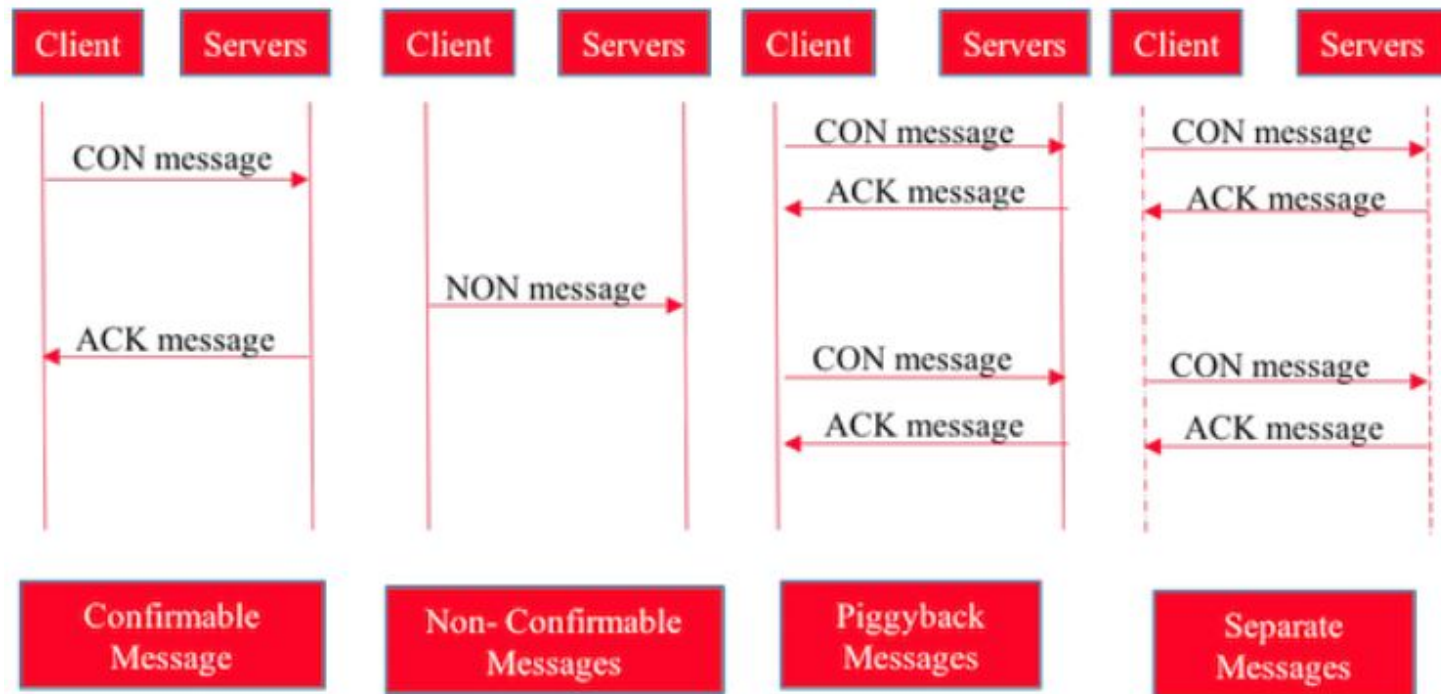 Client
Servers
Client
Servers
Client
Servers
Client
Servers
CON message
ACK message
NON message
CON message
ACK message
CON message
ACK message
CON message
ACK message
CON message
ACK message
Confirmable
Message
Non- Confirmable
Messages
Piggyback
Messages
Separate
Messages